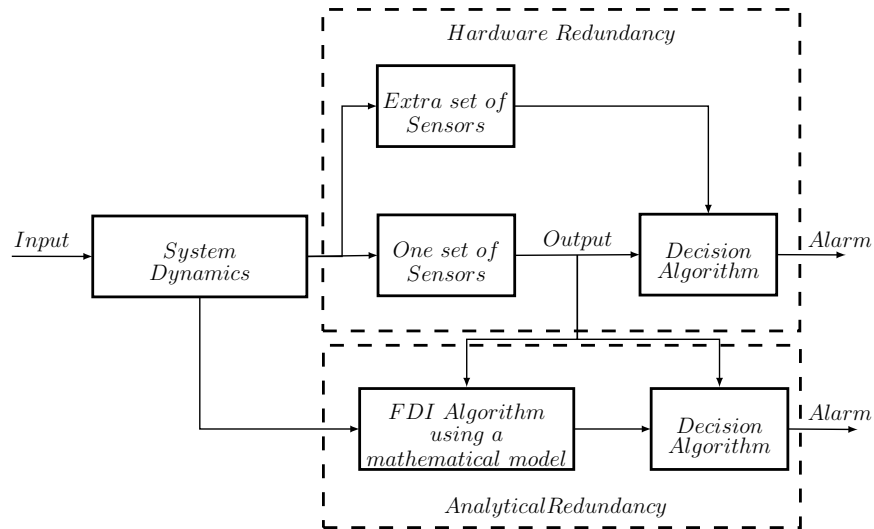 Hardware Redundancy
Extra set of
Sensors
Input
System
Dynamics
One set of
Sensors
Output
Decision
Algorithm
Alarm
FDI Algorithm
using a
mathematical model
Decision
Algorithm
Alarm
AnalyticalRedundancy